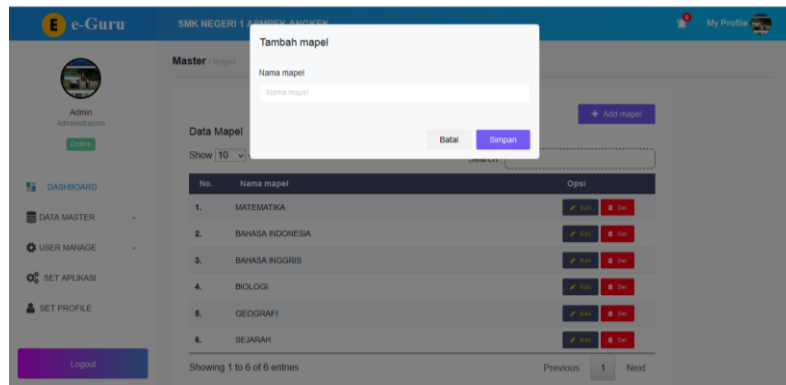 E e-Guru
SMK NEGERI 1
My Profile
Tambah mapel
Nama mapel
Nama mapel..
Batal
Simpan
Master / mapel
Admin
Administrasion
Online
DASHBOARD
DATA MASTER
USER MANAGE
SET APLIKASI
SET PROFILE
Logout
+ Add mapel
Data Mapel
Show 10
Search:
No. Nama mapel Opsi
1. MATEMATIKA Edit Del
2. BAHASA INDONESIA Edit Del
3. BAHASA INGGRIS Edit Del
4. BIOLOGI Edit Del
5. GEOGRAFI Edit Del
6. SEJARAH Edit Del
Showing 1 to 6 of 6 entries
Previous 1 Next